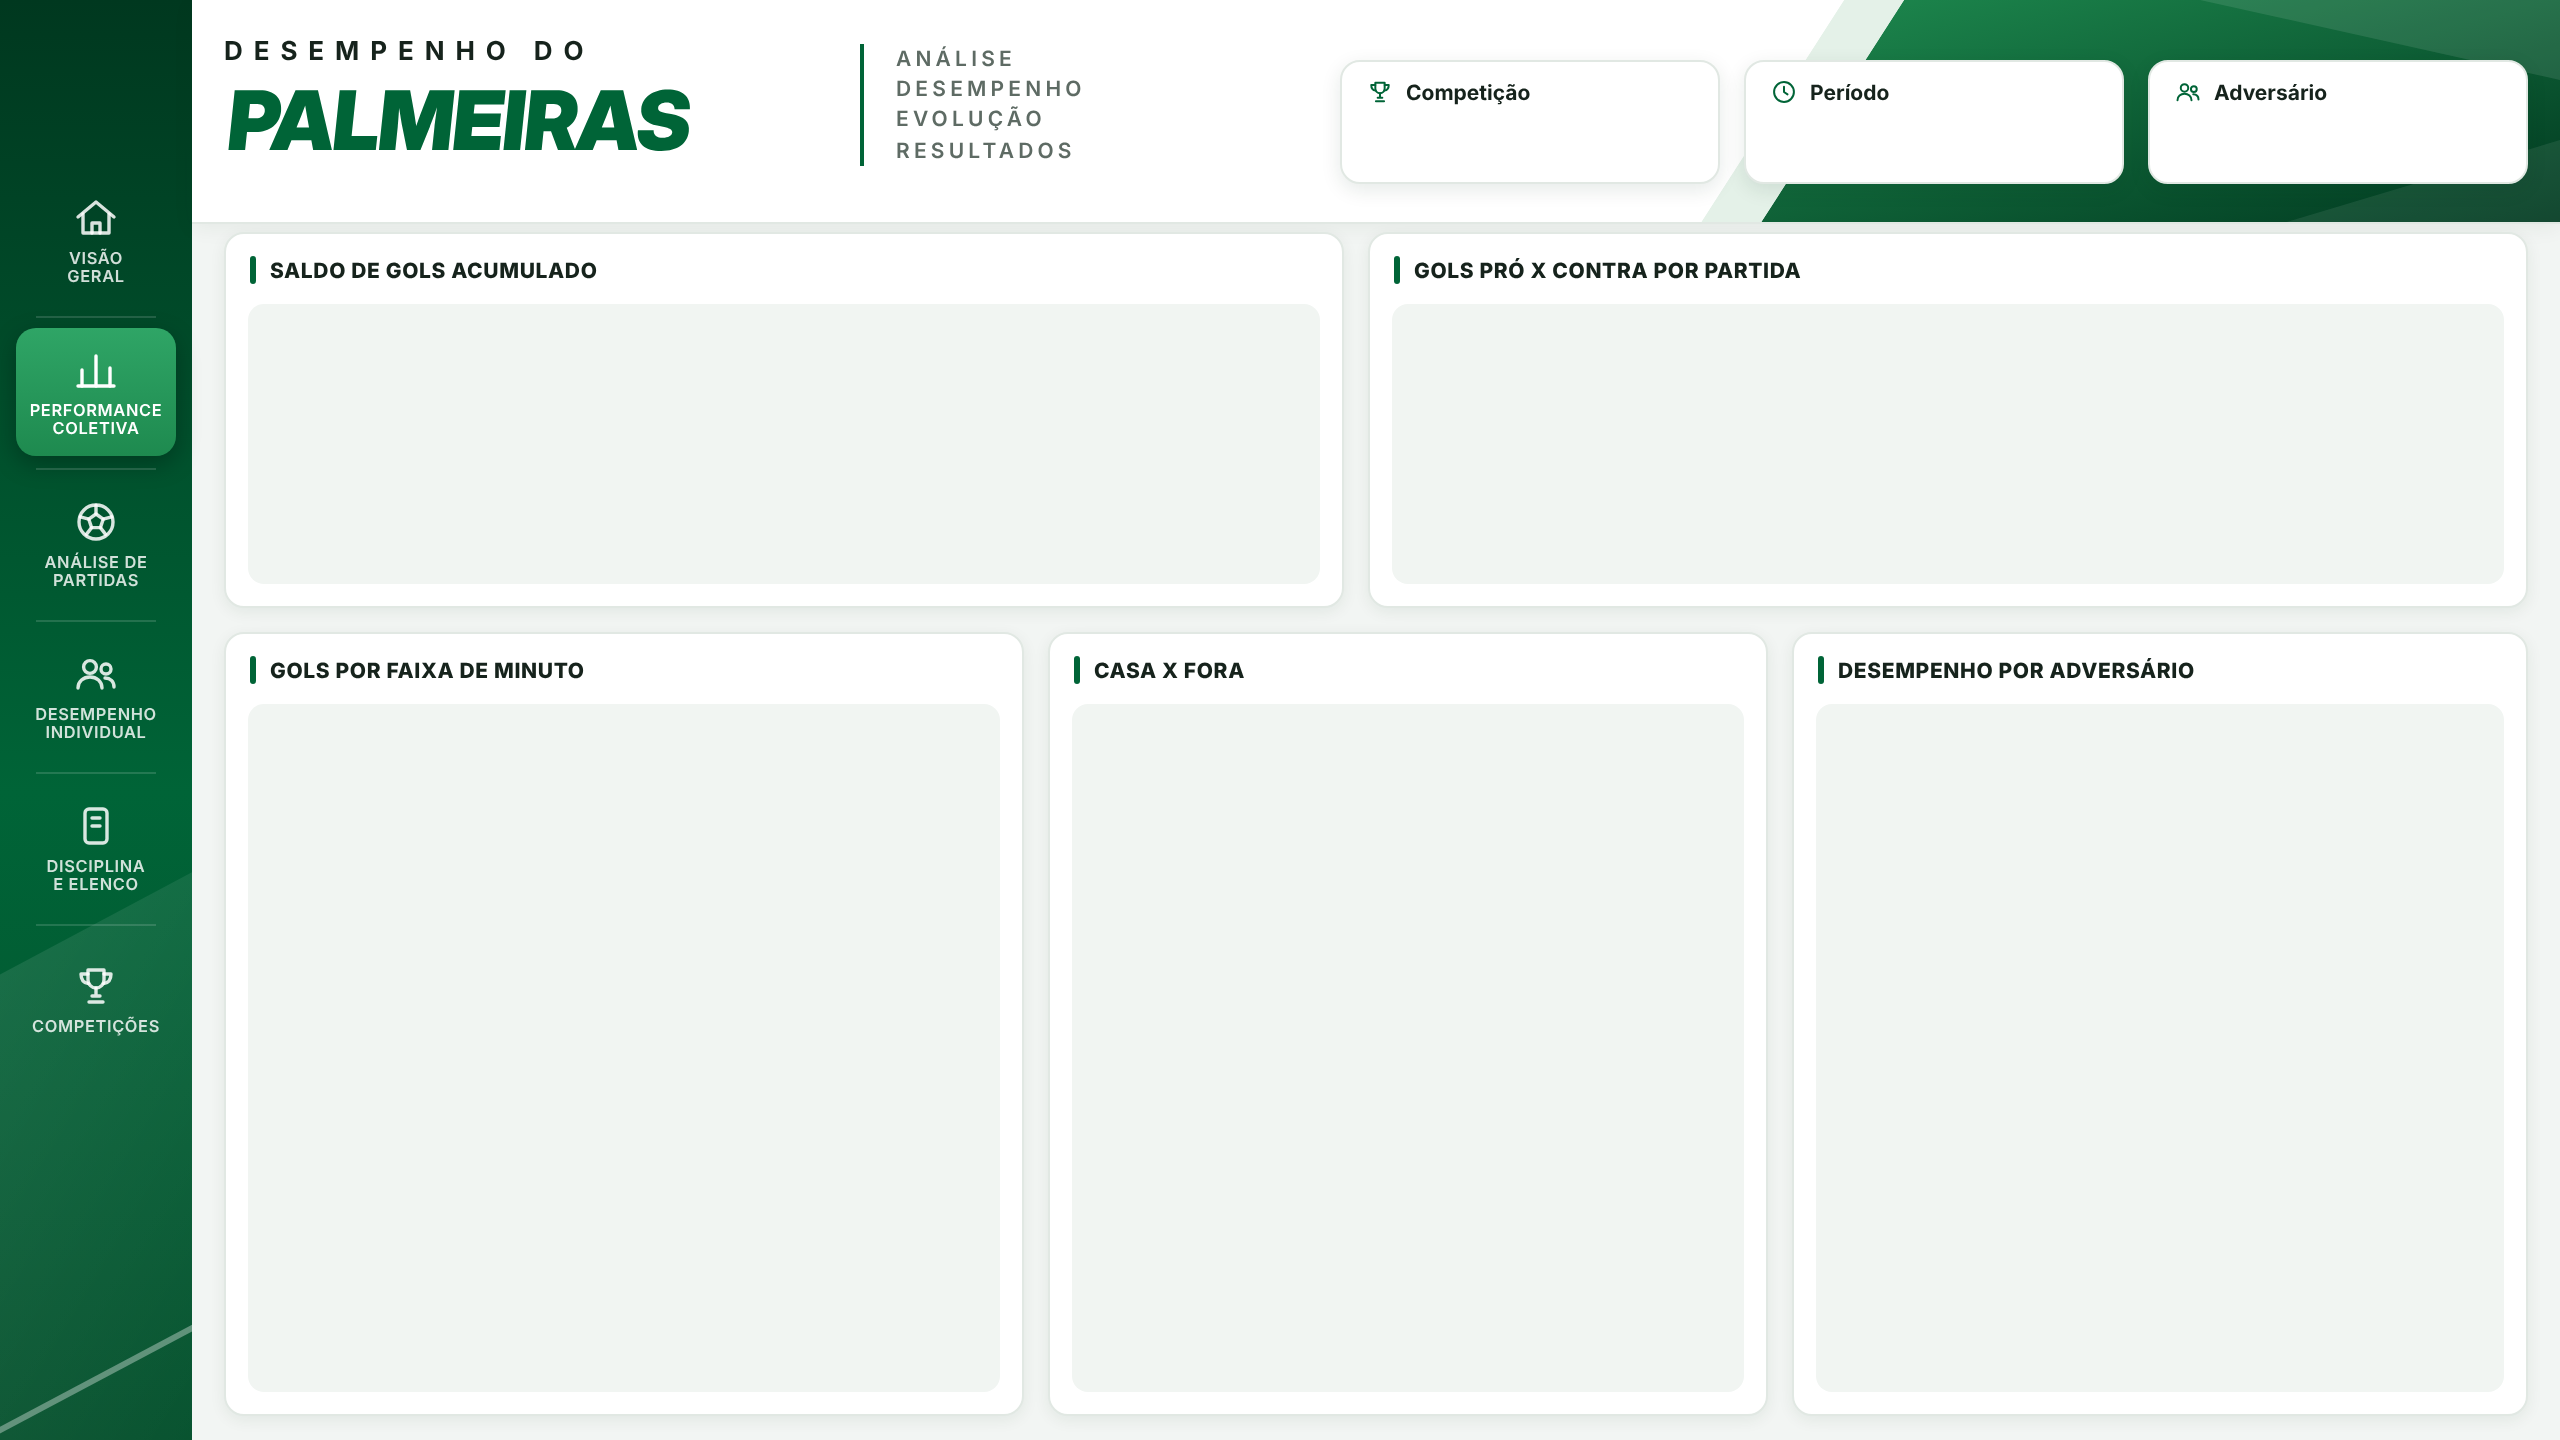 DESEMPENHO DO
PALMEIRAS
ANÁLISE
DESEMPENHO
EVOLUÇÃO
RESULTADOS
Competição
Período
Adversário
VISÃO
GERAL
PERFORMANCE
COLETIVA
ANÁLISE DE
PARTIDAS
DESEMPENHO
INDIVIDUAL
DISCIPLINA
E ELENCO
COMPETIÇÕES
SALDO DE GOLS ACUMULADO
GOLS PRÓ X CONTRA POR PARTIDA
GOLS POR FAIXA DE MINUTO
CASA X FORA
DESEMPENHO POR ADVERSÁRIO